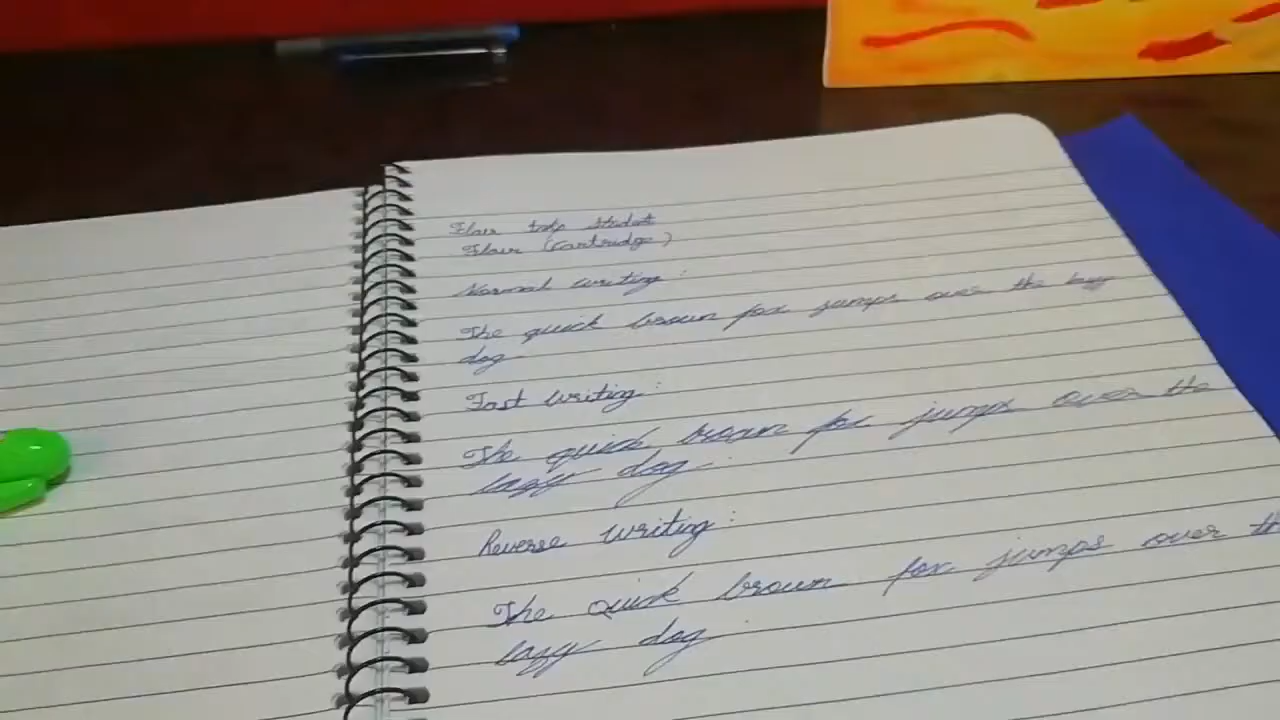 Flair student
Flair (Cartridge)
Normal writing:
The quick brown fox jumps over the lazy
dog
Fast writing:
The quick brown fox jumps over the
lazy dog.
Reverse writing:
The quick brown fox jumps over th
lazy dog.